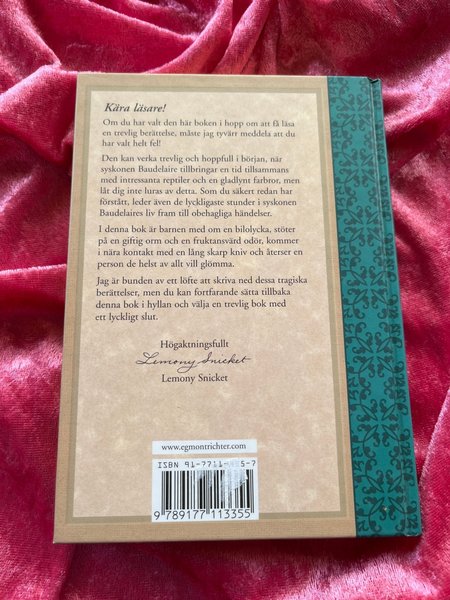 Kära läsare!
Om du har valt den här boken i hopp om att få läsa
en trevlig berättelse, måste jag tyvärr meddela att du
har valt helt fel!
Den kan verka trevlig och hoppfull i början, när
syskonen Baudelaire tillbringar en tid tillsammans
med intressanta reptiler och en gladlynt farbror, men
låt dig inte luras av detta. Som du säkert redan har
förstått, leder även de lyckligaste stunder i syskonen
Baudelaires liv fram till obehagliga händelser.
I denna bok är barnen med om en bilolycka, stöter
på en giftig orm och en fruktansvärd odör, kommer
i nära kontakt med en lång skarp kniv och återser en
person de helst av allt vill glömma.
Jag är bunden av ett löfte att skriva ned dessa tragiska
berättelser, men du kan fortfarande sätta tillbaka
denna bok i hyllan och välja en trevlig bok med
ett lyckligt slut.
Högaktningsfullt
Lemony Snicket
Lemony Snicket
www.egmontrichter.com
ISBN 91-7711- 5-7
9 789177 113355